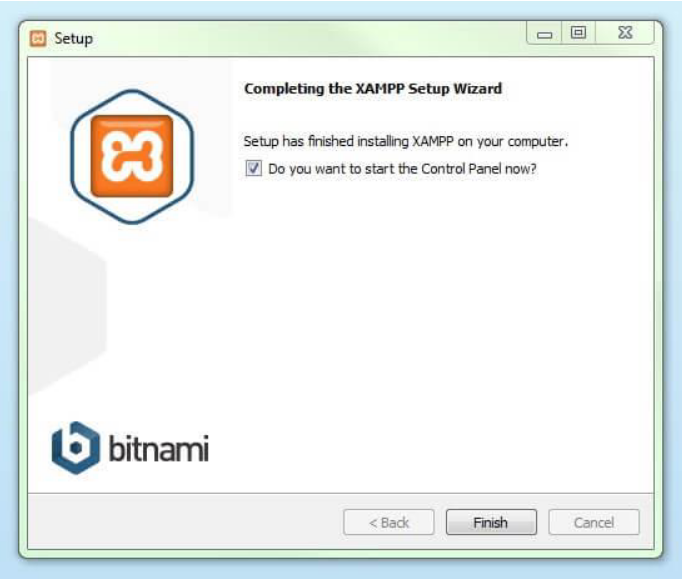 Setup
Completing the XAMPP Setup Wizard
Setup has finished installing XAMPP on your computer.
Do you want to start the Control Panel now?
bitnami
< Back
Finish
Cancel